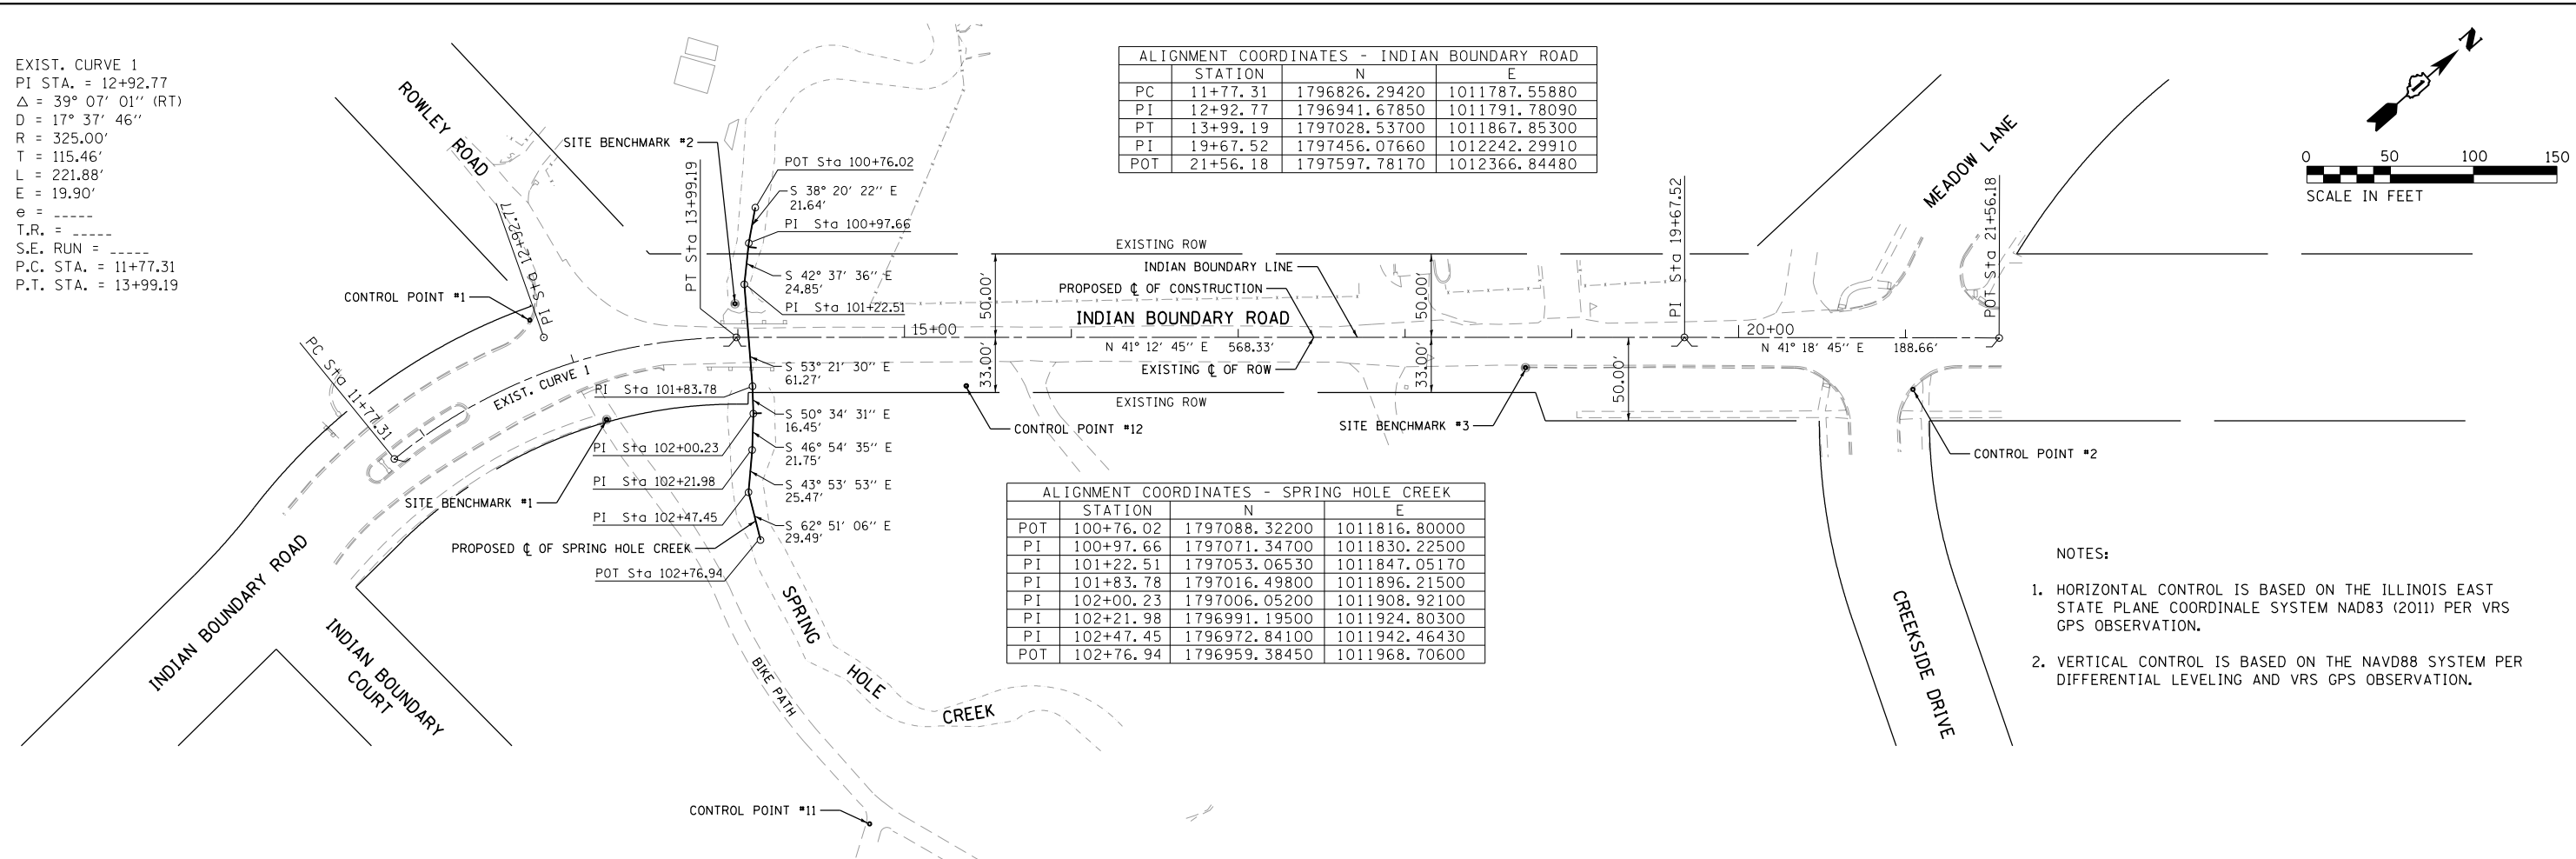 EXIST. CURVE 1
PI STA. = 12+92.77
Δ = 39° 07' 01'' (RT)
D = 17° 37' 46''
R = 325.00'
T = 115.46'
L = 221.88'
E = 19.90'
e = _____
T.R. = _____
S.E. RUN = _____
P.C. STA. = 11+77.31
P.T. STA. = 13+99.19
ROWLEY ROAD
SITE BENCHMARK #2
PT Sta 13+99.19
POT Sta 100+76.02
S 38° 20' 22'' E
21.64'
PI Sta 100+97.66
S 42° 37' 36'' E
24.85'
PI Sta 101+22.51
CONTROL POINT #1
PI Sta 12+92.77
PC Sta 11+77.31
EXIST. CURVE 1
S 53° 21' 30'' E
61.27'
PI Sta 101+83.78
S 50° 34' 31'' E
16.45'
PI Sta 102+00.23
S 46° 54' 35'' E
21.75'
PI Sta 102+21.98
S 43° 53' 53'' E
25.47'
SITE BENCHMARK #1
PI Sta 102+47.45
S 62° 51' 06'' E
29.49'
PROPOSED ℄ OF SPRING HOLE CREEK
POT Sta 102+76.94
INDIAN BOUNDARY ROAD
INDIAN BOUNDARY
COURT
BIKE PATH
SPRING
HOLE
CREEK
CONTROL POINT #11
ALIGNMENT COORDINATES - INDIAN BOUNDARY ROAD
STATION N E
PC 11+77.31 1796826.29420 1011787.55880
PI 12+92.77 1796941.67850 1011791.78090
PT 13+99.19 1797028.53700 1011867.85300
PI 19+67.52 1797456.07660 1012242.29910
POT 21+56.18 1797597.78170 1012366.84480
EXISTING ROW
INDIAN BOUNDARY LINE
PROPOSED ℄ OF CONSTRUCTION
50.00'
50.00'
15+00
INDIAN BOUNDARY ROAD
N 41° 12' 45'' E 568.33'
EXISTING ℄ OF ROW
33.00'
33.00'
EXISTING ROW
CONTROL POINT #12
SITE BENCHMARK #3
50.00'
PI Sta 19+67.52
20+00
N 41° 18' 45'' E 188.66'
POT Sta 21+56.18
MEADOW LANE
CONTROL POINT #2
CREEKSIDE DRIVE
ALIGNMENT COORDINATES - SPRING HOLE CREEK
STATION N E
POT 100+76.02 1797088.32200 1011816.80000
PI 100+97.66 1797071.34700 1011830.22500
PI 101+22.51 1797053.06530 1011847.05170
PI 101+83.78 1797016.49800 1011896.21500
PI 102+00.23 1797006.05200 1011908.92100
PI 102+21.98 1796991.19500 1011924.80300
PI 102+47.45 1796972.84100 1011942.46430
POT 102+76.94 1796959.38450 1011968.70600
N
0 50 100 150
SCALE IN FEET
NOTES:
1. HORIZONTAL CONTROL IS BASED ON THE ILLINOIS EAST
STATE PLANE COORDINALE SYSTEM NAD83 (2011) PER VRS
GPS OBSERVATION.
2. VERTICAL CONTROL IS BASED ON THE NAVD88 SYSTEM PER
DIFFERENTIAL LEVELING AND VRS GPS OBSERVATION.